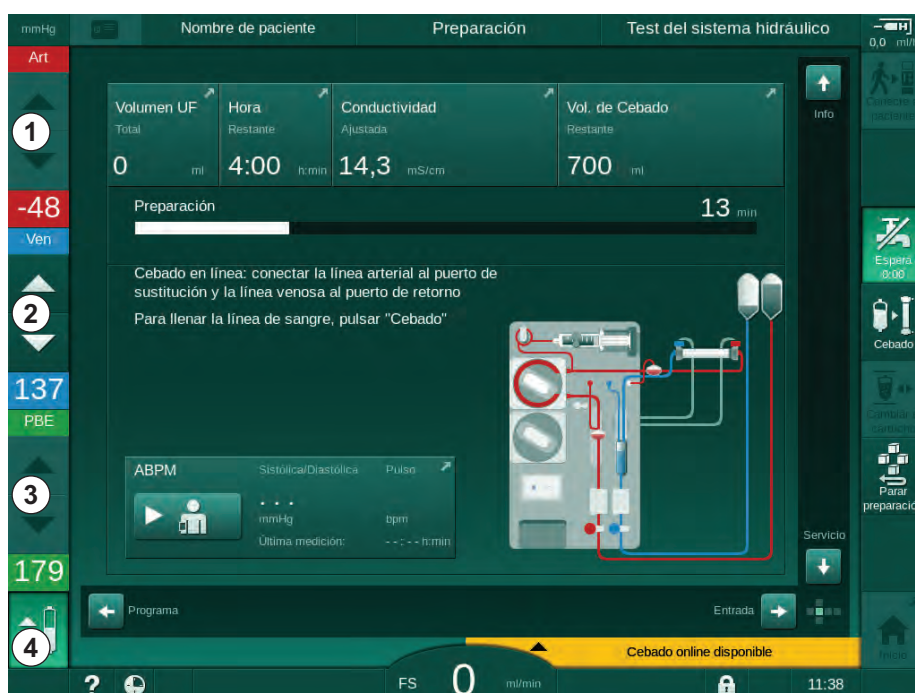 mmHg
Nombre de paciente
Preparación
Test del sistema hidráulico
0,0 ml/
Art
1
-48
Ven
2
137
PBE
3
179
4
Volumen UF
Total
0 ml
Hora
Restante
4:00 h:min
Conductividad
Ajustada
14,3 mS/cm
Vol. de Cebado
Restante
700 ml
Info
Preparación
13 min
Cebado en línea: conectar la línea arterial al puerto de
sustitución y la línea venosa al puerto de retorno
Para llenar la línea de sangre, pulsar "Cebado"
ABPM
Sistólica/Diastólica
Pulso
. . .
mmHg
bpm
Última medición:
--:-- h:min
Espera
0:00
Cebado
Parar
preparació
Servicio
Programa
Entrada
Inicio
Cebado online disponible
?
FS 0 ml/min
11:38